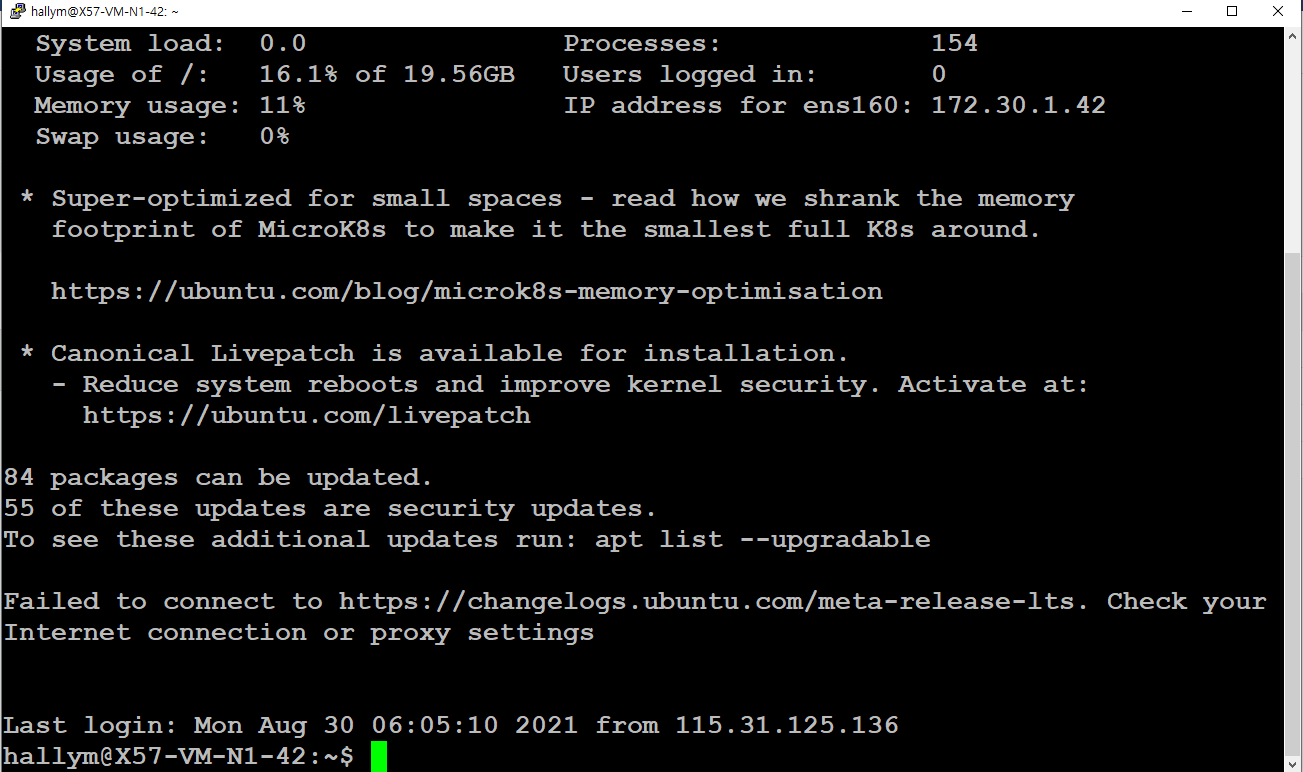 hallym@X57-VM-N1-42: ~
System load:  0.0                Processes:             154
Usage of /:   16.1% of 19.56GB   Users logged in:       0
Memory usage: 11%                IP address for ens160: 172.30.1.42
Swap usage:   0%
* Super-optimized for small spaces - read how we shrank the memory
footprint of MicroK8s to make it the smallest full K8s around.
https://ubuntu.com/blog/microk8s-memory-optimisation
* Canonical Livepatch is available for installation.
- Reduce system reboots and improve kernel security. Activate at:
https://ubuntu.com/livepatch
84 packages can be updated.
55 of these updates are security updates.
To see these additional updates run: apt list --upgradable
Failed to connect to https://changelogs.ubuntu.com/meta-release-lts. Check your
Internet connection or proxy settings
Last login: Mon Aug 30 06:05:10 2021 from 115.31.125.136
hallym@X57-VM-N1-42:~$